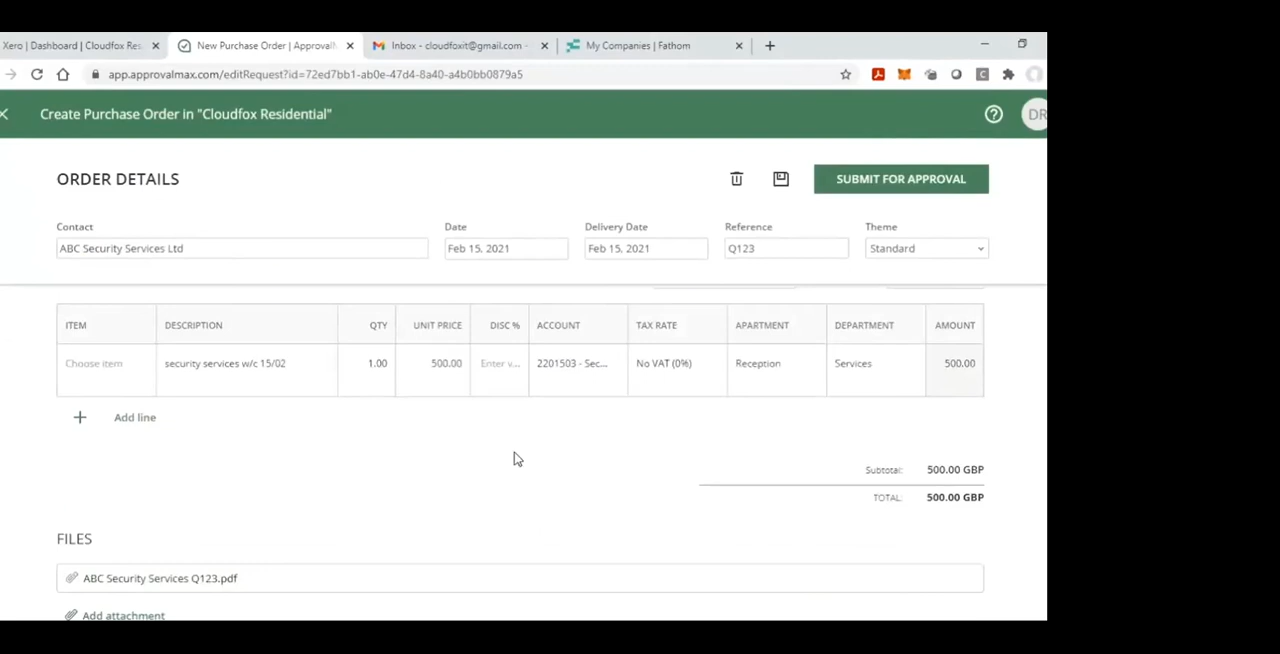 Xero | Dashboard | Cloudfox Res New Purchase Order | Approval Inbox - cloudfoxit@gmail.com - My Companies | Fathom
app.approvalmax.com/editRequest?id=72ed7bb1-ab0e-47d4-8a40-a4b0bb0879a5
Create Purchase Order in "Cloudfox Residential"
DR
ORDER DETAILS
SUBMIT FOR APPROVAL
Contact Date Delivery Date Reference Theme
ABC Security Services Ltd Feb 15, 2021 Feb 15, 2021 Q123 Standard
ITEM DESCRIPTION QTY UNIT PRICE DISC % ACCOUNT TAX RATE APARTMENT DEPARTMENT AMOUNT
Choose item security services w/c 15/02 1.00 500.00 Enter v... 2201503 - Sec... No VAT (0%) Reception Services 500.00
+ Add line
Subtotal: 500.00 GBP
TOTAL: 500.00 GBP
FILES
ABC Security Services Q123.pdf
Add attachment